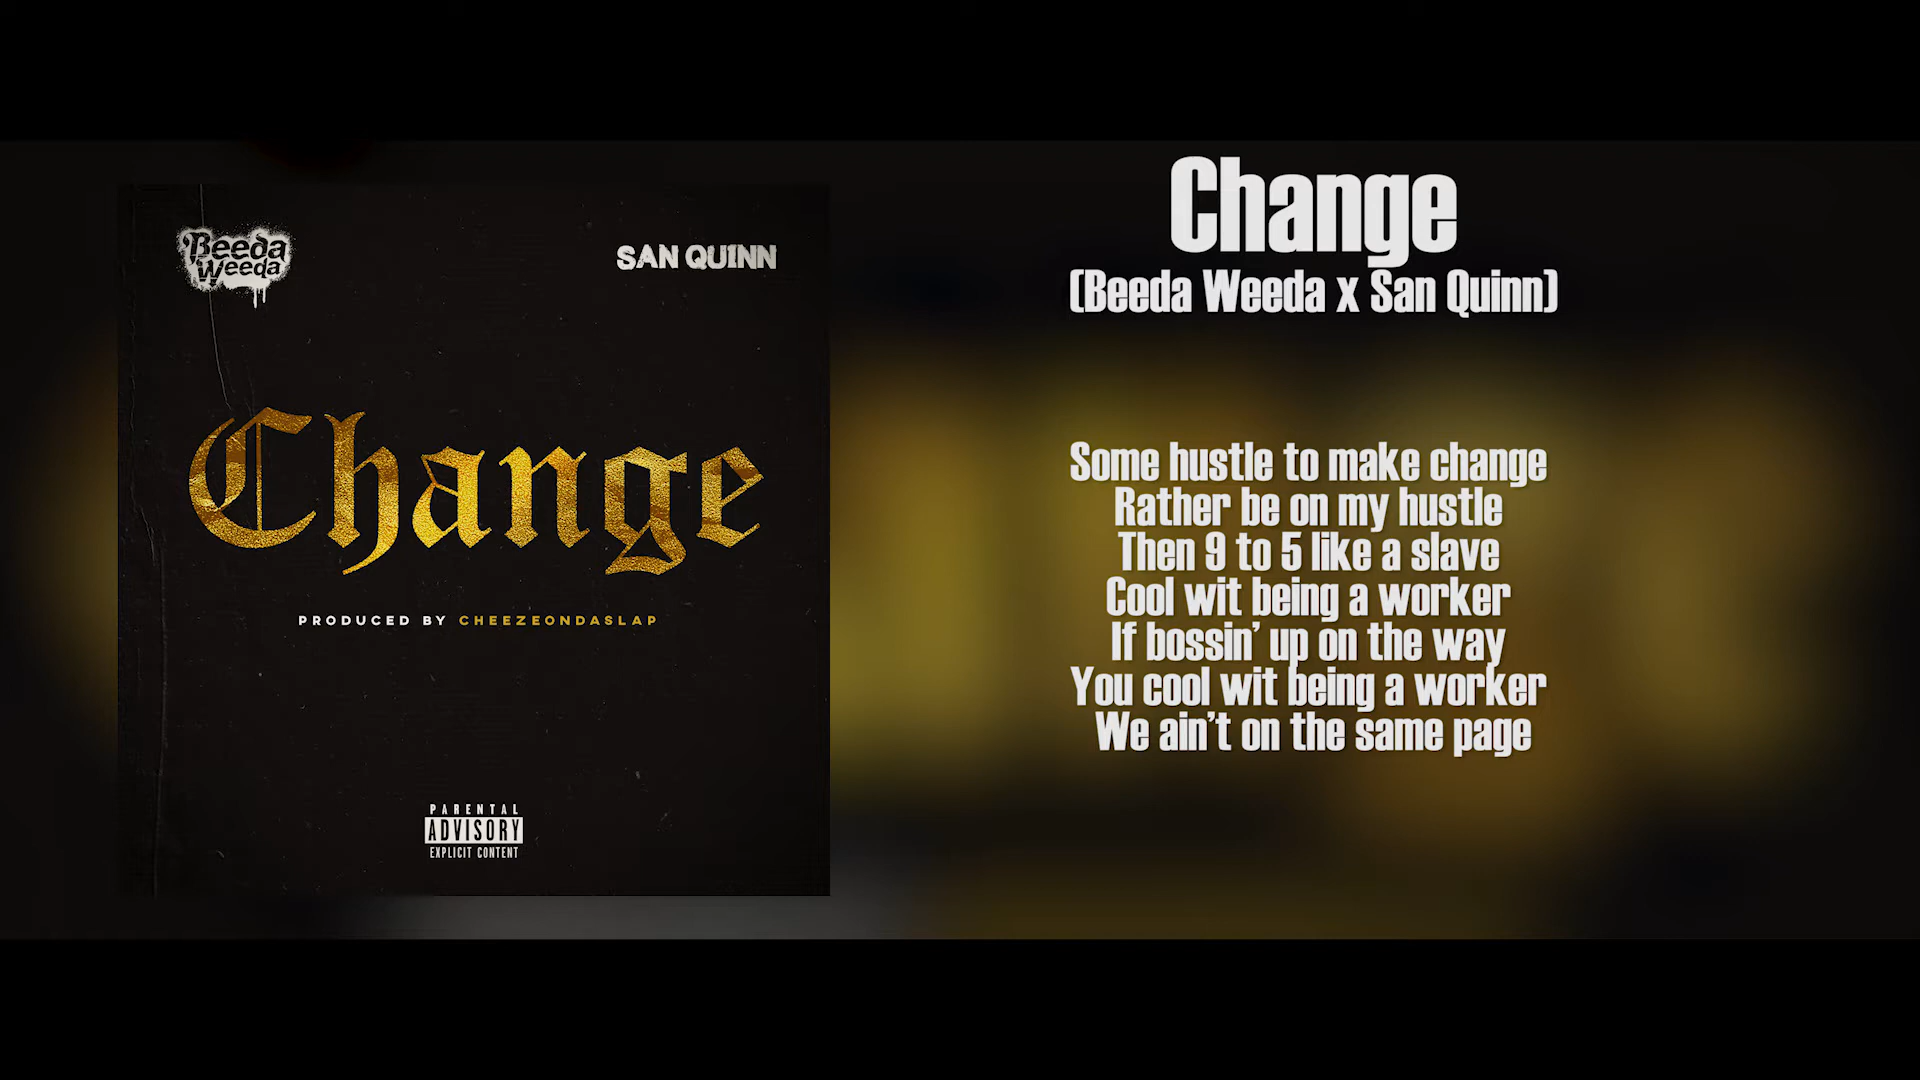 Beeda
Weeda
SAN QUINN
Change
PRODUCED BY CHEEZEONDASLAP
PARENTAL
ADVISORY
EXPLICIT CONTENT
Change
(Beeda Weeda x San Quinn)
Some hustle to make change
Rather be on my hustle
Then 9 to 5 like a slave
Cool wit being a worker
If bossin’ up on the way
You cool wit being a worker
We ain’t on the same page